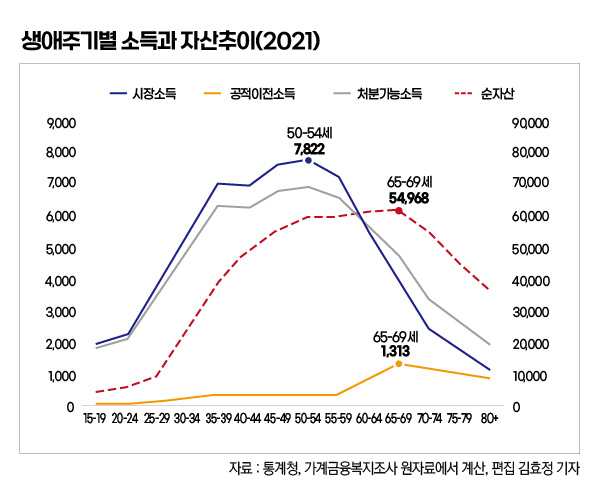 생애주기별 소득과 자산추이(2021)
시장소득 공적이전소득 처분가능소득 순자산
9,000 90,000
8,000 80,000
7,000 70,000
6,000 60,000
5,000 50,000
4,000 40,000
3,000 30,000
2,000 20,000
1,000 10,000
0 0
50-54세
7,822
65-69세
54,968
65-69세
1,313
15-19 20-24 25-29 30-34 35-39 40-44 45-49 50-54 55-59 60-64 65-69 70-74 75-79 80+
자료 : 통계청, 가계금융복지조사 원자료에서 계산, 편집 김효정 기자